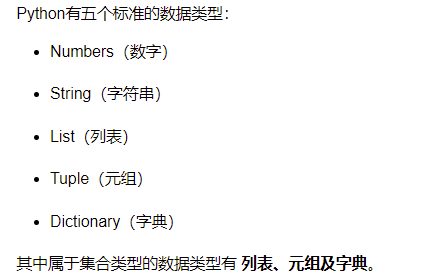 Python有五个标准的数据类型：
Numbers（数字）
String（字符串）
List（列表）
Tuple（元组）
Dictionary（字典）
其中属于集合类型的数据类型有 列表、元组及字典。